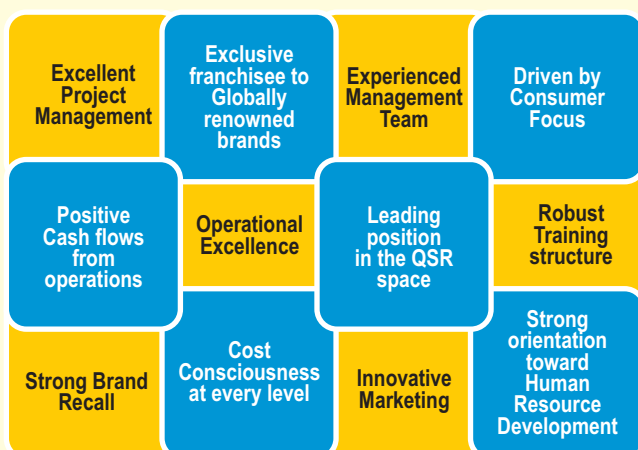 Excellent
Project
Management
Exclusive
franchisee to
Globally
renowned
brands
Experienced
Management
Team
Driven by
Consumer
Focus
Positive
Cash flows
from
operations
Operational
Excellence
Leading
position
in the QSR
space
Robust
Training
structure
Strong Brand
Recall
Cost
Consciousness
at every level
Innovative
Marketing
Strong
orientation
toward
Human
Resource
Development